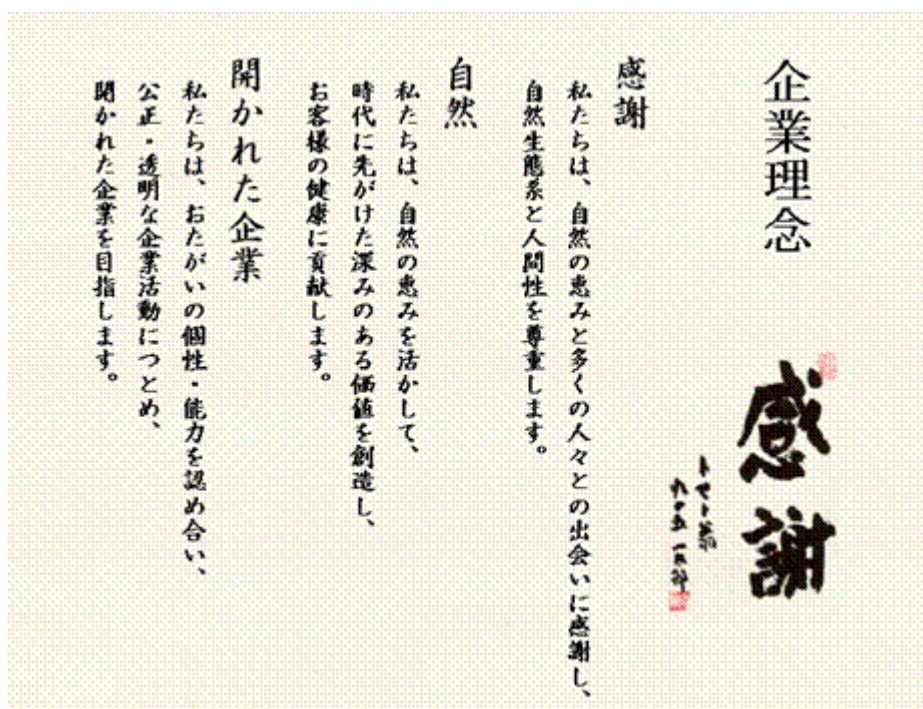 企業理念
感謝
感謝
私たちは、自然の恵みと多くの人々との出会いに感謝し、
自然生態系と人間性を尊重します。
自然
私たちは、自然の恵みを活かして、
時代に先がけた深みのある価値を創造し、
お客様の健康に貢献します。
開かれた企業
私たちは、おたがいの個性・能力を認め合い、
公正・透明な企業活動につとめ、
開かれた企業を目指します。